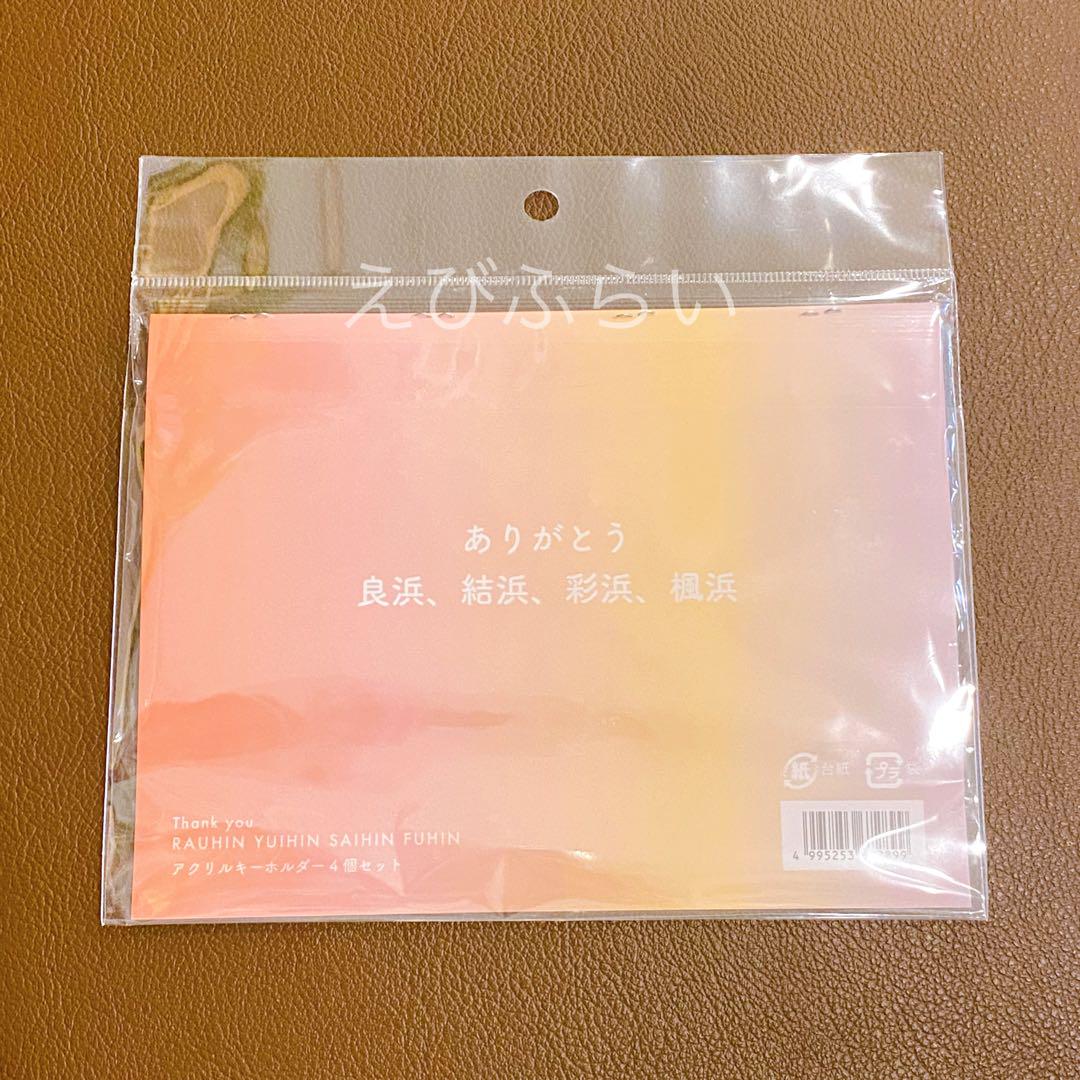 えびふらい
ありがとう
良浜、結浜、彩浜、楓浜
紙 台紙 プラ 袋
Thank you
RAUHIN YUIHIN SAIHIN FUHIN
アクリルキーホルダー4個セット
4 995253